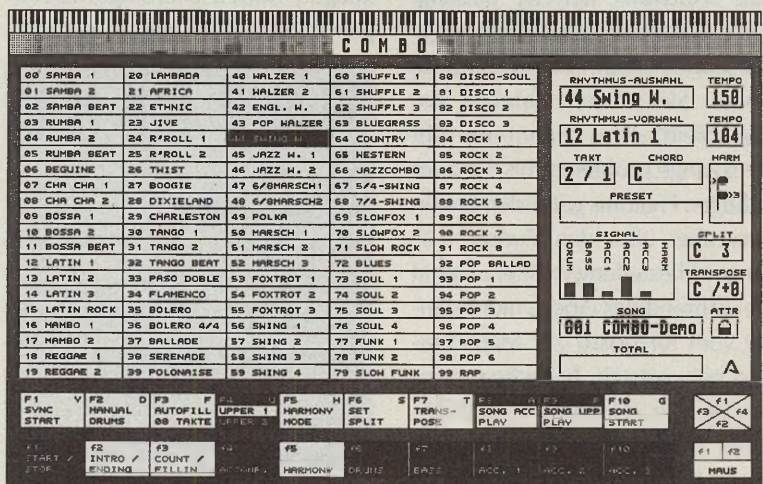 COMBO
00 SAMBA 1 20 LAMBADA 40 WALZER 1 60 SHUFFLE 1 80 DISCO-SOUL
01 SAMBA 2 21 AFRICA 41 WALZER 2 61 SHUFFLE 2 81 DISCO 1
02 SAMBA BEAT 22 ETHNIC 42 ENGL. W. 62 SHUFFLE 3 82 DISCO 2
03 RUMBA 1 23 JIVE 43 POP WALZER 63 BLUEGRASS 83 DISCO 3
04 RUMBA 2 24 R'ROLL 1 44 SWING W. 64 COUNTRY 84 ROCK 1
05 RUMBA BEAT 25 R'ROLL 2 45 JAZZ W. 1 65 WESTERN 85 ROCK 2
06 BEGUINE 26 TWIST 46 JAZZ W. 2 66 JAZZCOMBO 86 ROCK 3
07 CHA CHA 1 27 BOOGIE 47 6/8MARSCH1 67 5/4-SWING 87 ROCK 4
08 CHA CHA 2 28 DIXIELAND 48 6/8MARSCH2 68 7/4-SWING 88 ROCK 5
09 BOSSA 1 29 CHARLESTON 49 POLKA 69 SLOWFOX 1 89 ROCK 6
10 BOSSA 2 30 TANGO 1 50 MARSCH 1 70 SLOWFOX 2 90 ROCK 7
11 BOSSA BEAT 31 TANGO 2 51 MARSCH 2 71 SLOW ROCK 91 ROCK 8
12 LATIN 1 32 TANGO BEAT 52 MARSCH 3 72 BLUES 92 POP BALLAD
13 LATIN 2 33 PASO DOBLE 53 FOXTROT 1 73 SOUL 1 93 POP 1
14 LATIN 3 34 FLAMENCO 54 FOXTROT 2 74 SOUL 2 94 POP 2
15 LATIN ROCK 35 BOLERO 55 FOXTROT 3 75 SOUL 3 95 POP 3
16 MAMBO 1 36 BOLERO 4/4 56 SWING 1 76 SOUL 4 96 POP 4
17 MAMBO 2 37 BALLADE 57 SWING 2 77 FUNK 1 97 POP 5
18 REGGAE 1 38 SERENADE 58 SWING 3 78 FUNK 2 98 POP 6
19 REGGAE 2 39 POLONAISE 59 SWING 4 79 SLOW FUNK 99 RAP
RHYTHMUS-AUSWAHL TEMPO
44 Swing W. 150
RHYTHMUS-VORWAHL TEMPO
12 Latin 1 104
TAKT CHORD HARM
2 / 1 C
>3
PRESET
SIGNAL SPLIT
DRUM BASS ACC1 ACC2 ACC3 HARM
C 3
TRANSPOSE
C /+0
SONG ATTR
001 COMBO-Demo
TOTAL
F1 Y F2 D F3 F F4 U F5 H F6 S F7 T F8 A F9 F10 G
SYNC MANUAL AUTOFILL UPPER 1 HARMONY SET TRANS- SONG ACC SONG UPP SONG
START DRUMS 08 TAKTE UPPER 2 MODE SPLIT POSE PLAY PLAY START
f1
f3 f4
f2
f1 f2 f3 f4 f5 f6 f7 f8 f9 f10
START / INTRO / COUNT /
STOP ENDING FILLIN ACCOMP. HARMONY DRUMS BASS ACC. 1 ACC. 2 ACC. 3
f1 f2
MAUS